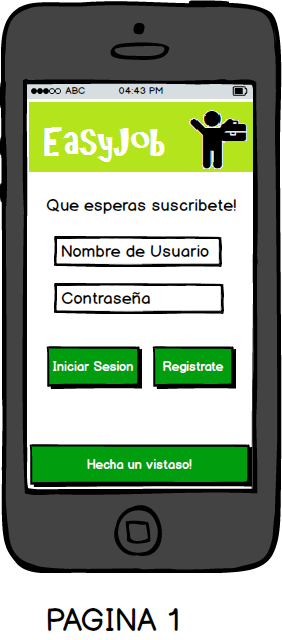 ABC 04:43 PM
EasyJob
Que esperas suscribete!
Nombre de Usuario
Contraseña
Iniciar Sesion Registrate
Hecha un vistaso!
PAGINA 1